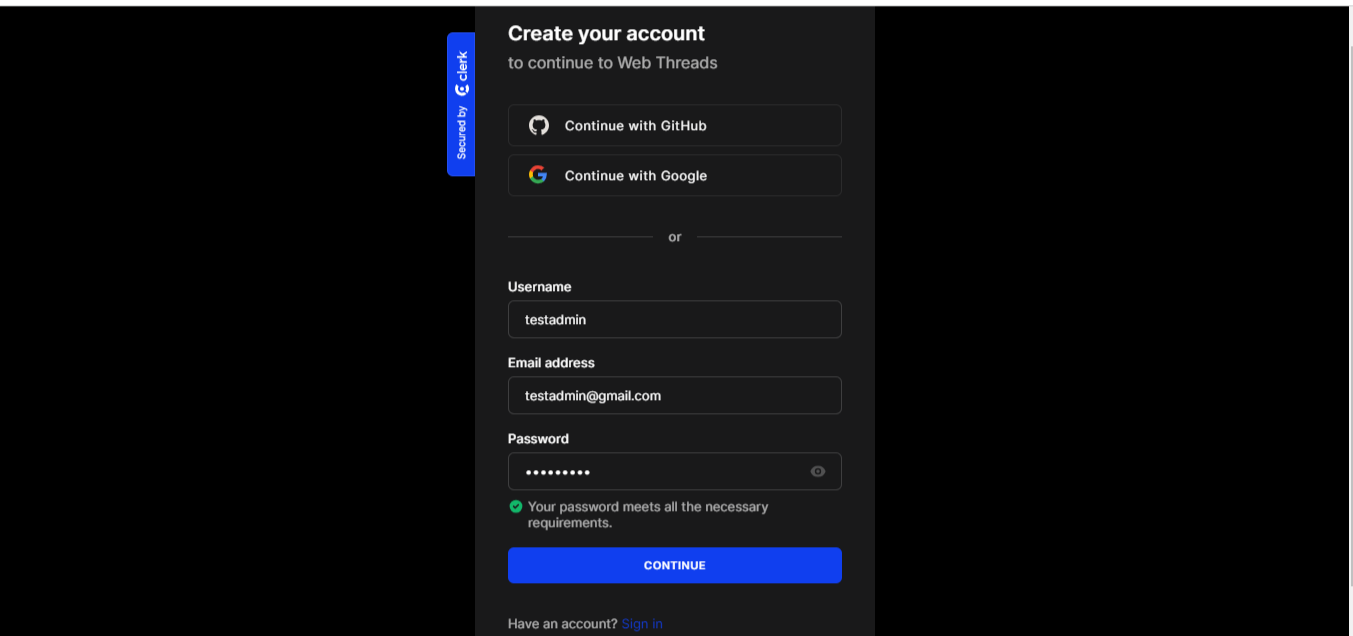 Create your account
to continue to Web Threads
Secured by clerk
Continue with GitHub
Continue with Google
or
Username
testadmin
Email address
testadmin@gmail.com
Password
•••••••••
Your password meets all the necessary
requirements.
CONTINUE
Have an account? Sign in